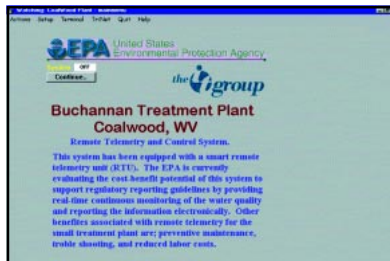 Watching: Coalwood Plant -
Actions Setup Terminal TriNet Quit Help
EPA United States
Environmental Protection Agency
OFF
Continue..
the group
Buchannan Treatment Plant
Coalwood, WV
Remote Telemetry and Control System.
This system has been equipped with a smart remote
telemetry unit (RTU). The EPA is currently
evaluating the cost-benefit potential of this system to
support regulatory reporting guidelines by providing
real-time continuous monitoring of the water quality
and reporting the information electronically. Other
benefits associated with remote telemetry for the
small treatment plant are; preventive maintenance,
troble shooting, and reduced labor costs.